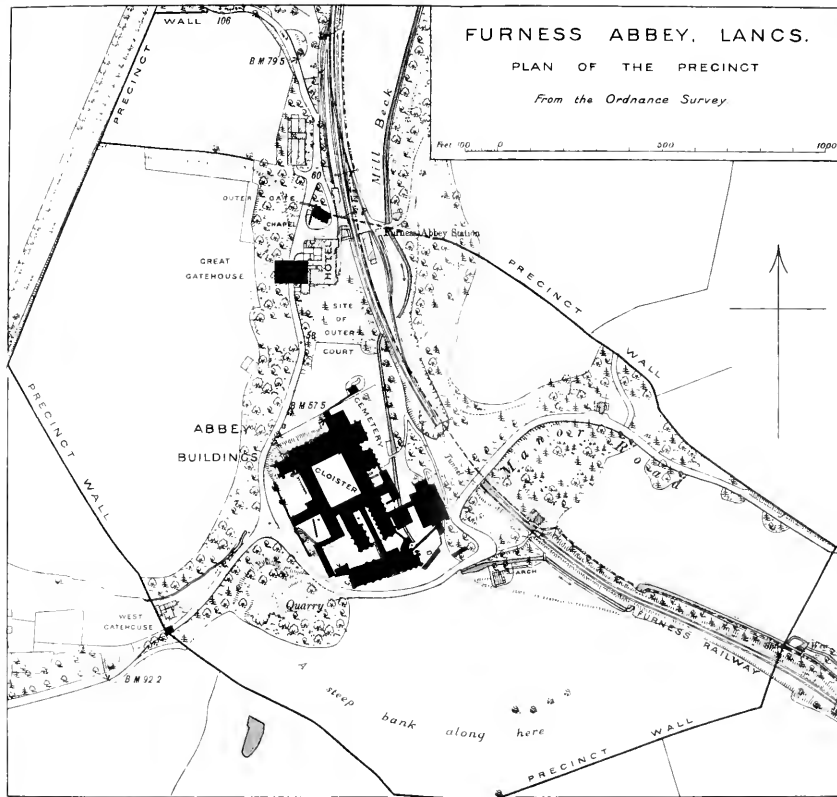 FURNESS ABBEY, LANCS.
PLAN OF THE PRECINCT
From the Ordnance Survey
Feet 100 0 500 1000
WALL 106
PRECINCT
B M 79.5
Mill Beck
60
OUTER GATE
CHAPEL
Furness Abbey Station
GREAT
GATEHOUSE
HOTEL
SITE
OF
OUTER
COURT
58
PRECINCT WALL
B M 57.5
CEMETERY
ABBEY
BUILDINGS
CLOISTER
PRECINCT WALL
Tunnel
Manor Road
ARCH
WEST
GATEHOUSE
Quarry
FURNESS RAILWAY
B M 92.2
A steep bank along here
PRECINCT WALL